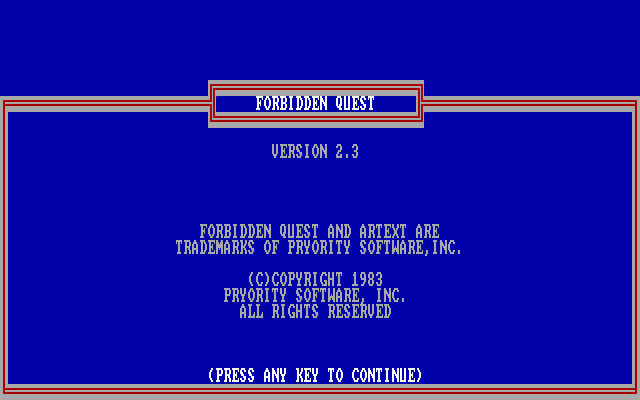 FORBIDDEN QUEST
VERSION 2.3
FORBIDDEN QUEST AND ARTEXT ARE
TRADEMARKS OF PRYORITY SOFTWARE,INC.
(C)COPYRIGHT 1983
PRYORITY SOFTWARE, INC.
ALL RIGHTS RESERVED
(PRESS ANY KEY TO CONTINUE)